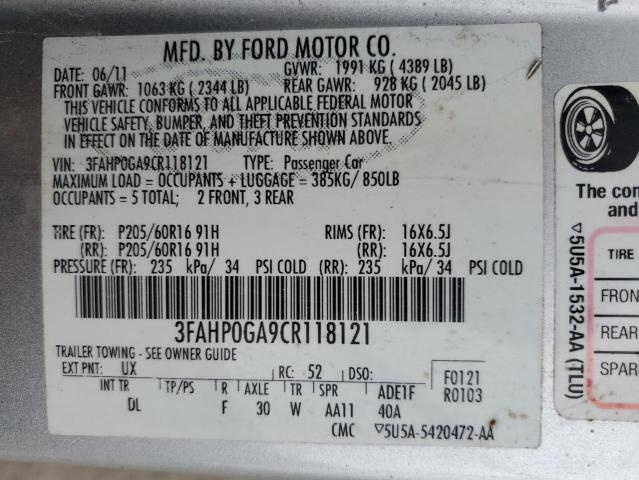 MFD. BY FORD MOTOR CO.
DATE: 06/11 GVWR: 1991 KG ( 4389 LB)
FRONT GAWR: 1063 KG ( 2344 LB) REAR GAWR: 928 KG ( 2045 LB)
THIS VEHICLE CONFORMS TO ALL APPLICABLE FEDERAL MOTOR
VEHICLE SAFETY, BUMPER, AND THEFT PREVENTION STANDARDS
IN EFFECT ON THE DATE OF MANUFACTURE SHOWN ABOVE.
VIN: 3FAHP0GA9CR118121 TYPE: Passenger Car
MAXIMUM LOAD = OCCUPANTS + LUGGAGE = 385KG/ 850LB
OCCUPANTS = 5 TOTAL; 2 FRONT, 3 REAR
TIRE (FR): P205/60R16 91H RIMS (FR): 16X6.5J
(RR): P205/60R16 91H (RR): 16X6.5J
PRESSURE (FR): 235 kPa/ 34 PSI COLD (RR): 235 kPa/ 34 PSI COLD
3FAHP0GA9CR118121
TRAILER TOWING - SEE OWNER GUIDE
EXT PNT: UX RC: 52 DSO: F0121
INT TR TP/PS R AXLE TR SPR ADE1F R0103
DL F 30 W AA11 40A
CMC ▽5U5A-5420472-AA
The con
and
▽5U5A-1532-AA (TLU)
TIRE
FRON
REAR
SPAR